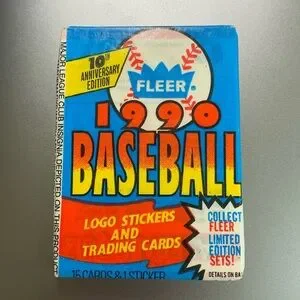 10TH
ANNIVERSARY
EDITION
FLEER®
1990
BASEBALL
LOGO STICKERS
AND
TRADING CARDS
COLLECT
FLEER
LIMITED
EDITION
SETS!
15 CARDS & 1 STICKER
DETAILS ON BA
MAJOR LEAGUE CLUB INSIGNIA DEPICTED ON THIS PRODUC